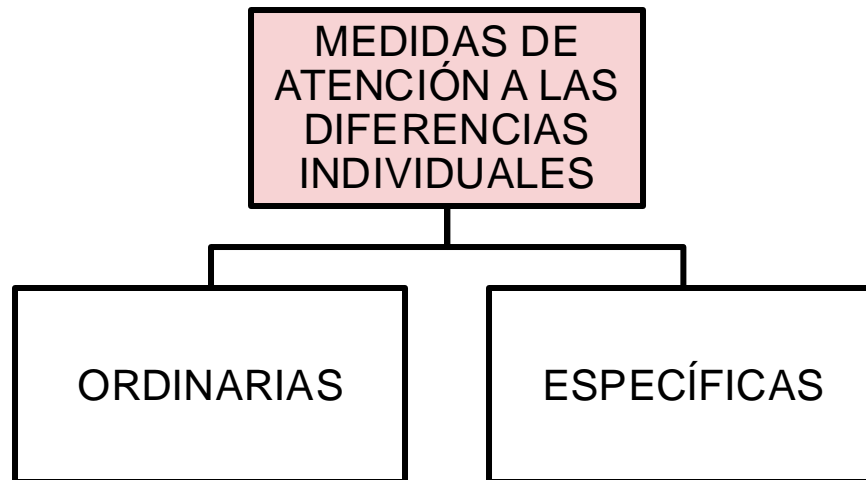 MEDIDAS DE
ATENCIÓN A LAS
DIFERENCIAS
INDIVIDUALES
ORDINARIAS
ESPECÍFICAS